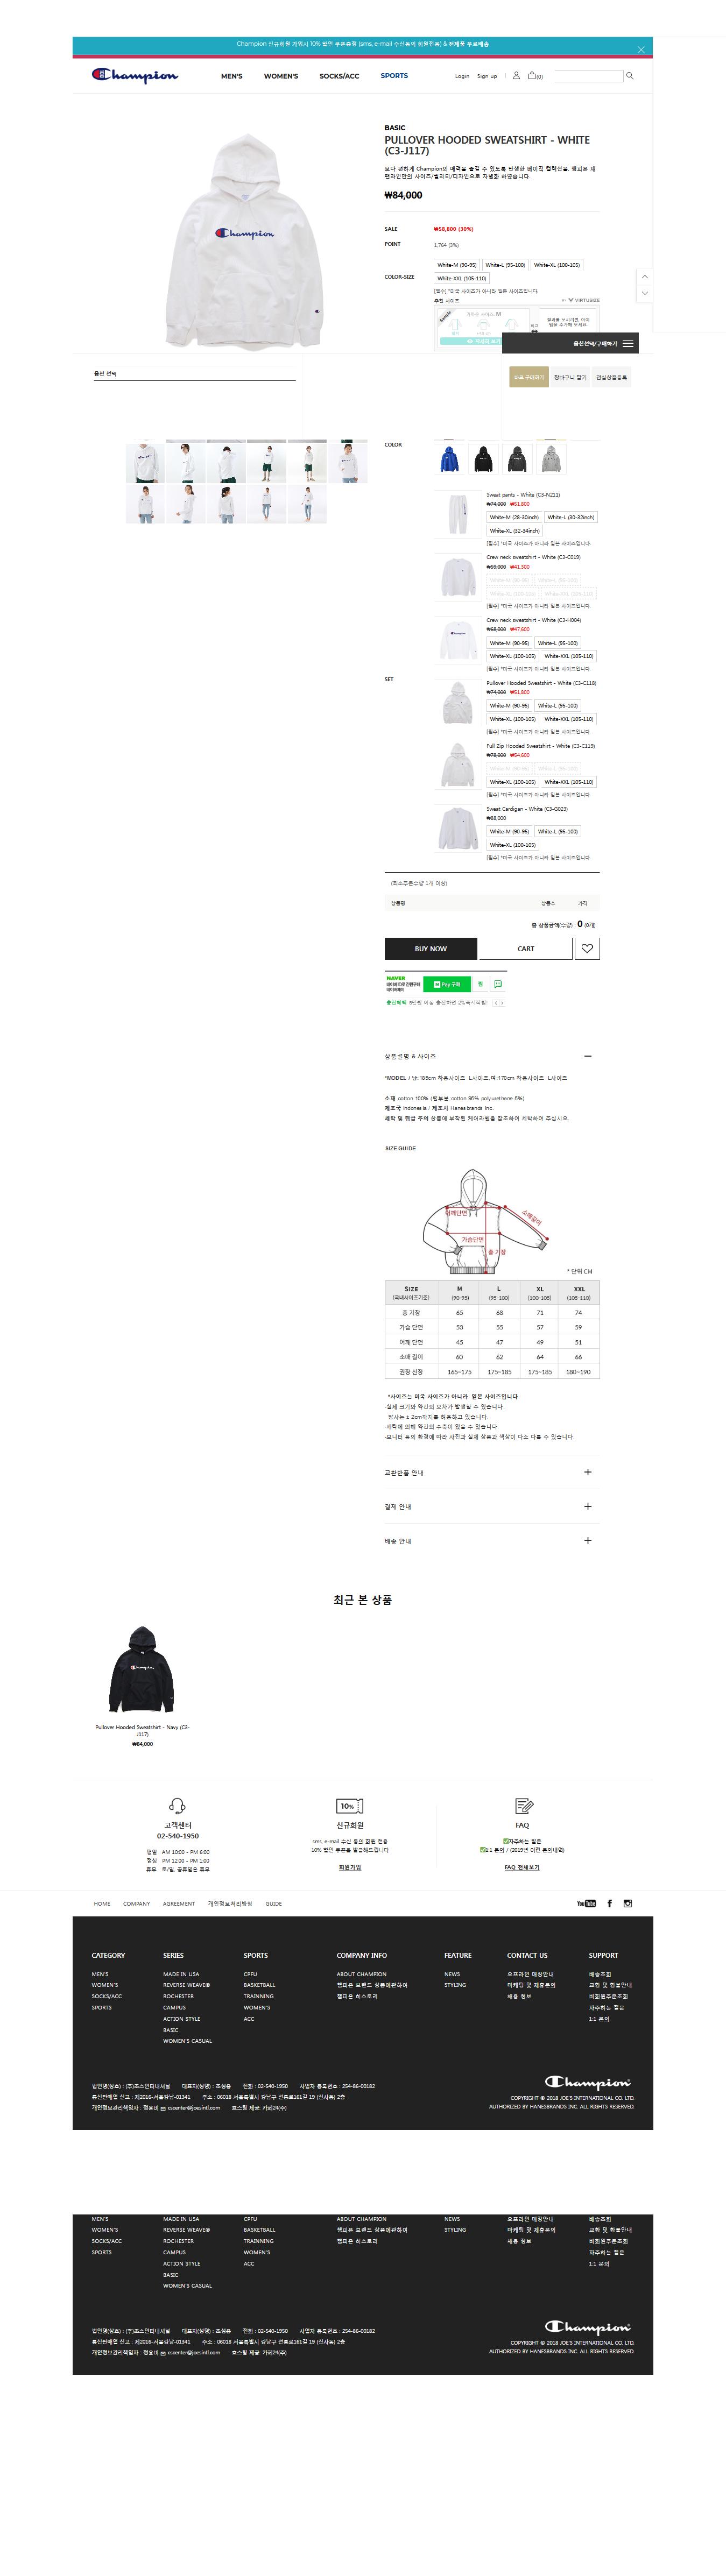 Champion 신규회원 가입시 10% 할인 쿠폰증정 (sms, e-mail 수신동의 회원전용) & 전제품 무료배송
Champion
MEN'S WOMEN'S SOCKS/ACC SPORTS
Login Sign up (0)
BASIC
PULLOVER HOODED SWEATSHIRT - WHITE
(C3-J117)
보다 편하게 Champion의 매력을 즐길 수 있도록 탄생한 베이직 컬렉션을, 챔피온 재
팬라인만의 사이즈/퀄리티/디자인으로 차별화 하였습니다.
₩84,000
SALE ₩58,800 (30%)
POINT 1,764 (3%)
COLOR-SIZE
White-M (90-95) White-L (95-100) White-XL (100-105)
White-XXL (105-110)
[필수] *미국 사이즈가 아니라 일본 사이즈입니다.
추천 사이즈 VIRTUSIZE
Sample
옵션선택/구매하기
옵션 선택
바로 구매하기 장바구니 담기 관심상품등록
COLOR
SET
Sweat pants - White (C3-N211)
₩74,000 ₩51,800
White-M (28-30inch) White-L (30-32inch)
White-XL (32-34inch)
[필수] *미국 사이즈가 아니라 일본 사이즈입니다.
Crew neck sweatshirt - White (C3-C019)
₩59,000 ₩41,300
White-M (90-95) White-L (95-100)
White-XL (100-105) White-XXL (105-110)
[필수] *미국 사이즈가 아니라 일본 사이즈입니다.
Crew neck sweatshirt - White (C3-H004)
₩68,000 ₩47,600
White-M (90-95) White-L (95-100)
White-XL (100-105) White-XXL (105-110)
[필수] *미국 사이즈가 아니라 일본 사이즈입니다.
Pullover Hooded Sweatshirt - White (C3-C118)
₩74,000 ₩51,800
White-M (90-95) White-L (95-100)
White-XL (100-105) White-XXL (105-110)
[필수] *미국 사이즈가 아니라 일본 사이즈입니다.
Full Zip Hooded Sweatshirt - White (C3-C119)
₩78,000 ₩54,600
White-M (90-95) White-L (95-100)
White-XL (100-105) White-XXL (105-110)
[필수] *미국 사이즈가 아니라 일본 사이즈입니다.
Sweat Cardigan - White (C3-G023)
₩88,000
White-M (90-95) White-L (95-100)
White-XL (100-105)
[필수] *미국 사이즈가 아니라 일본 사이즈입니다.
(최소주문수량 1개 이상)
상품명 상품수 가격
총 상품금액(수량) : 0 (0개)
BUY NOW CART
NAVER
네이버 ID로 간편구매
네이버페이
N Pay 구매 찜
상품설명 & 사이즈
*MODEL / 남:186cm 착용사이즈 L사이즈,여:170cm 착용사이즈 L사이즈
소재 cotton 100% (립부분:cotton 95% polyurethane 5%)
제조국 Indonesia / 제조사 Hanesbrands Inc.
세탁 및 취급 주의 상품에 부착된 케어라벨을 참조하여 세탁하여 주십시오.
SIZE GUIDE
어깨단면 소매길이
가슴단면
총 기장
* 단위 CM
SIZE M L XL XXL
(국내사이즈기준) (90-95) (95-100) (100-105) (105-110)
총 기장 65 68 71 74
가슴 단면 53 55 57 59
어깨 단면 45 47 49 51
소매 길이 60 62 64 66
권장 신장 165~175 175~185 175~185 180~190
*사이즈는 미국 사이즈가 아니라 일본 사이즈입니다.
-실제 크기와 약간의 오차가 발생할 수 있습니다.
당사는 ± 2cm까지를 허용하고 있습니다.
-세탁에 의해 약간의 수축이 있을 수 있습니다.
-모니터 등의 환경에 따라 사진과 실제 상품과 색상이 다소 다를 수 있습니다.
교환반품 안내
결제 안내
배송 안내
최근 본 상품
Pullover Hooded Sweatshirt - Navy (C3-
J117)
₩84,000
고객센터
02-540-1950
평일 AM 10:00 - PM 6:00
점심 PM 12:00 - PM 1:00
휴무 토/일, 공휴일은 휴무
10%
신규회원
sms, e-mail 수신 동의 회원 전용
10% 할인 쿠폰을 발급해드립니다
회원가입
FAQ
✅자주하는 질문
✅1:1 문의 / (2019년 이전 문의내역)
FAQ 전체보기
HOME COMPANY AGREEMENT 개인정보처리방침 GUIDE
YouTube f
CATEGORY SERIES SPORTS COMPANY INFO FEATURE CONTACT US SUPPORT
MEN'S MADE IN USA CPFU ABOUT CHAMPION NEWS 오프라인 매장안내 배송조회
WOMEN'S REVERSE WEAVE® BASKETBALL 챔피온 브랜드 상품에관하여 STYLING 마케팅 및 제휴문의 교환 및 환불안내
SOCKS/ACC ROCHESTER TRAINNING 챔피온 히스토리 채용 정보 비회원주문조회
SPORTS CAMPUS WOMEN'S 자주하는 질문
ACTION STYLE ACC 1:1 문의
BASIC
WOMEN'S CASUAL
법인명(상호) : (주)조스인터내셔널 대표자(성명) : 조성용 전화 : 02-540-1950 사업자 등록번호 : 254-86-00182
통신판매업 신고 : 제2016-서울강남-01341 주소 : 06018 서울특별시 강남구 선릉로161길 19 (신사동) 2층
개인정보관리책임자 : 정용비 cscenter@joesintl.com 호스팅 제공: 카페24(주)
Champion
COPYRIGHT © 2018 JOE'S INTERNATIONAL CO. LTD.
AUTHORIZED BY HANESBRANDS INC. ALL RIGHTS RESERVED.
MEN'S MADE IN USA CPFU ABOUT CHAMPION NEWS 오프라인 매장안내 배송조회
WOMEN'S REVERSE WEAVE® BASKETBALL 챔피온 브랜드 상품에관하여 STYLING 마케팅 및 제휴문의 교환 및 환불안내
SOCKS/ACC ROCHESTER TRAINNING 챔피온 히스토리 채용 정보 비회원주문조회
SPORTS CAMPUS WOMEN'S 자주하는 질문
ACTION STYLE ACC 1:1 문의
BASIC
WOMEN'S CASUAL
법인명(상호) : (주)조스인터내셔널 대표자(성명) : 조성용 전화 : 02-540-1950 사업자 등록번호 : 254-86-00182
통신판매업 신고 : 제2016-서울강남-01341 주소 : 06018 서울특별시 강남구 선릉로161길 19 (신사동) 2층
개인정보관리책임자 : 정용비 cscenter@joesintl.com 호스팅 제공: 카페24(주)
Champion
COPYRIGHT © 2018 JOE'S INTERNATIONAL CO. LTD.
AUTHORIZED BY HANESBRANDS INC. ALL RIGHTS RESERVED.